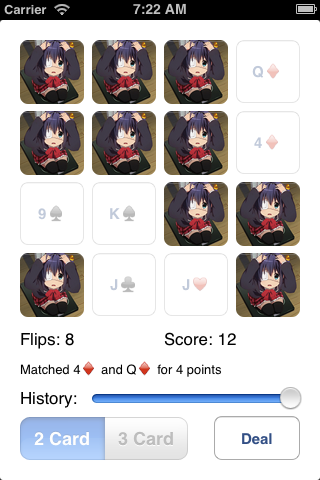 Carrier 7:22 AM
Q♦
4♦
9♠ K♠
J♣ J♥
Flips: 8 Score: 12
Matched 4♦ and Q♦ for 4 points
History:
2 Card 3 Card Deal